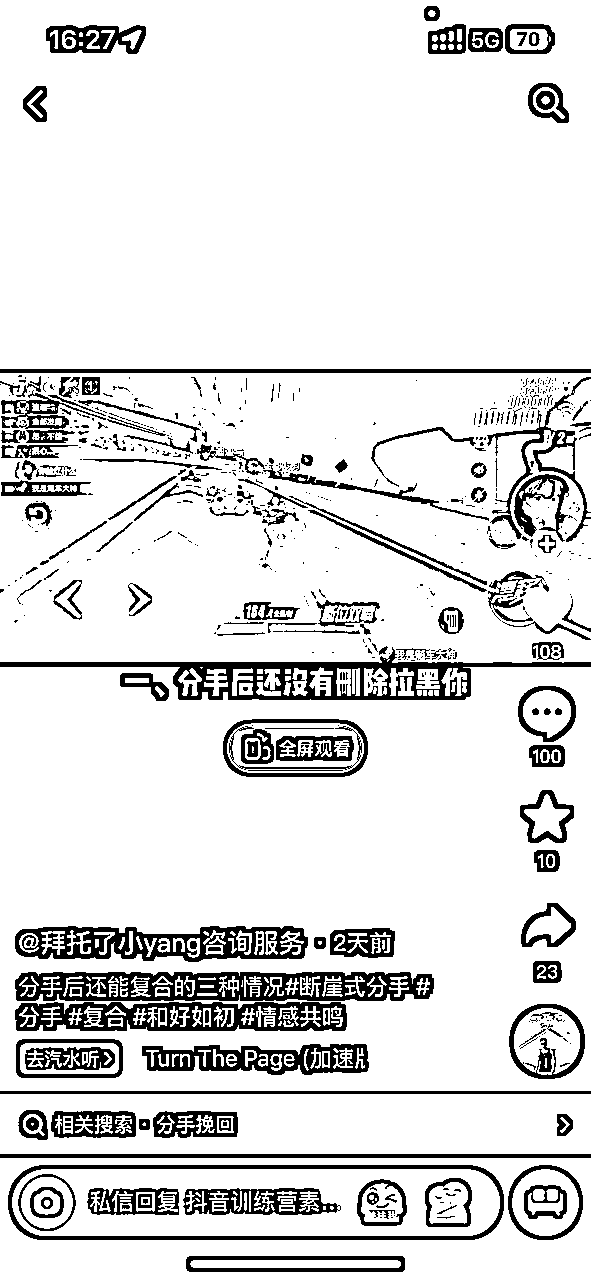 16:27
5G 70
108
一、分手后还没有删除拉黑你
全屏观看
100
10
23
@拜托了小yang咨询服务 · 2天前
分手后还能复合的三种情况#断崖式分手 #
分手 #复合 #和好如初 #情感共鸣
去汽水听 Turn The Page (加速
相关搜索 · 分手挽回
私信回复 抖音训练营素...